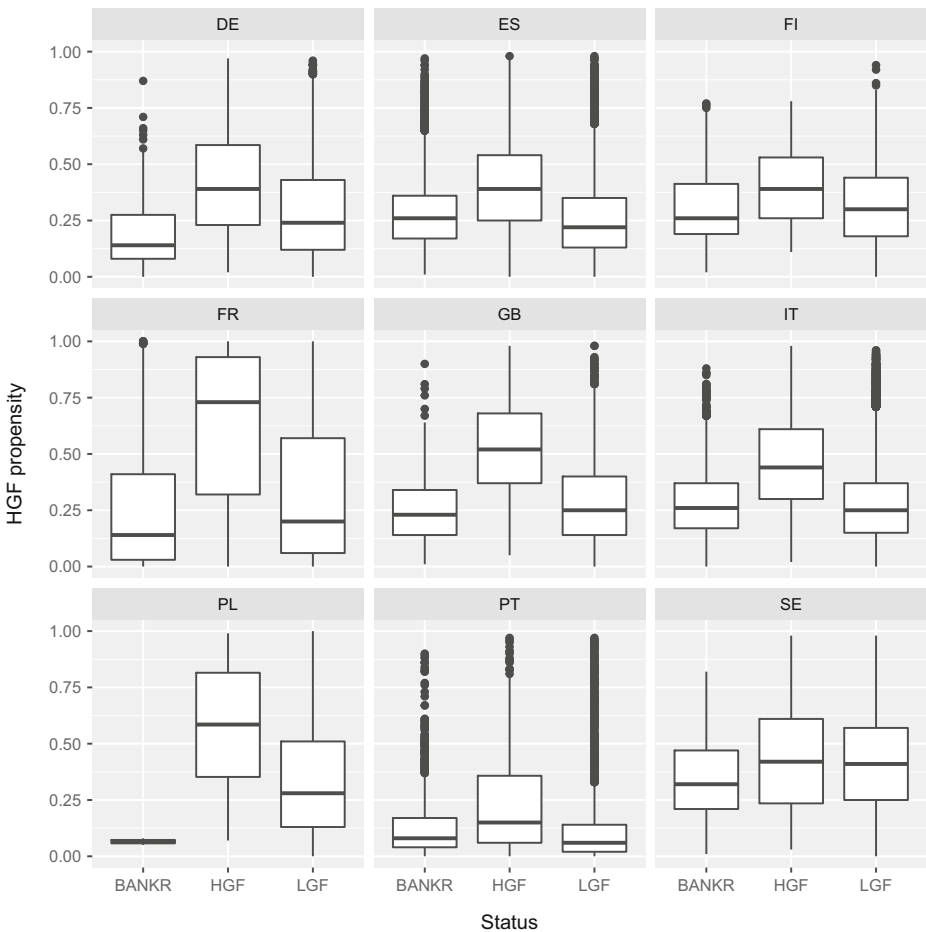 DE ES FI
1.00
0.75
0.50
0.25
0.00
FR GB IT
1.00
0.75
0.50
0.25
0.00
HGF propensity
PL PT SE
1.00
0.75
0.50
0.25
0.00
BANKR HGF LGF BANKR HGF LGF BANKR HGF LGF
Status